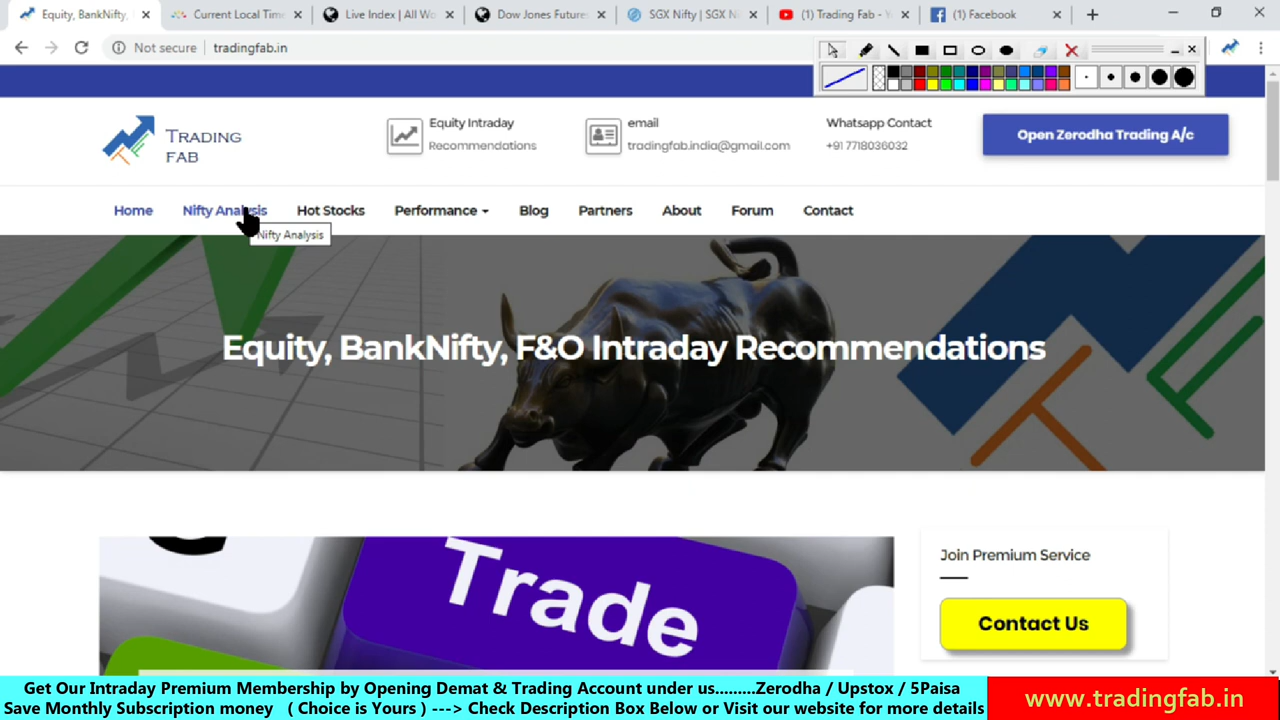 Equity, BankNifty,
Current Local Time
Live Index | All Wo
Dow Jones Future
SGX Nifty | SGX N
(1) Trading Fab - Y
(1) Facebook
Not secure
tradingfab.in
TRADING
FAB
Equity Intraday
Recommendations
email
tradingfab.india@gmail.com
Whatsapp Contact
+91 7718036032
Open Zerodha Trading A/c
Home
Nifty Analysis
Hot Stocks
Performance
Blog
Partners
About
Forum
Contact
Nifty Analysis
Equity, BankNifty, F&O Intraday Recommendations
Trade
Join Premium Service
Contact Us
Get Our Intraday Premium Membership by Opening Demat & Trading Account under us.........Zerodha / Upstox / 5Paisa
Save Monthly Subscription money ( Choice is Yours ) ---> Check Description Box Below or Visit our website for more details
www.tradingfab.in